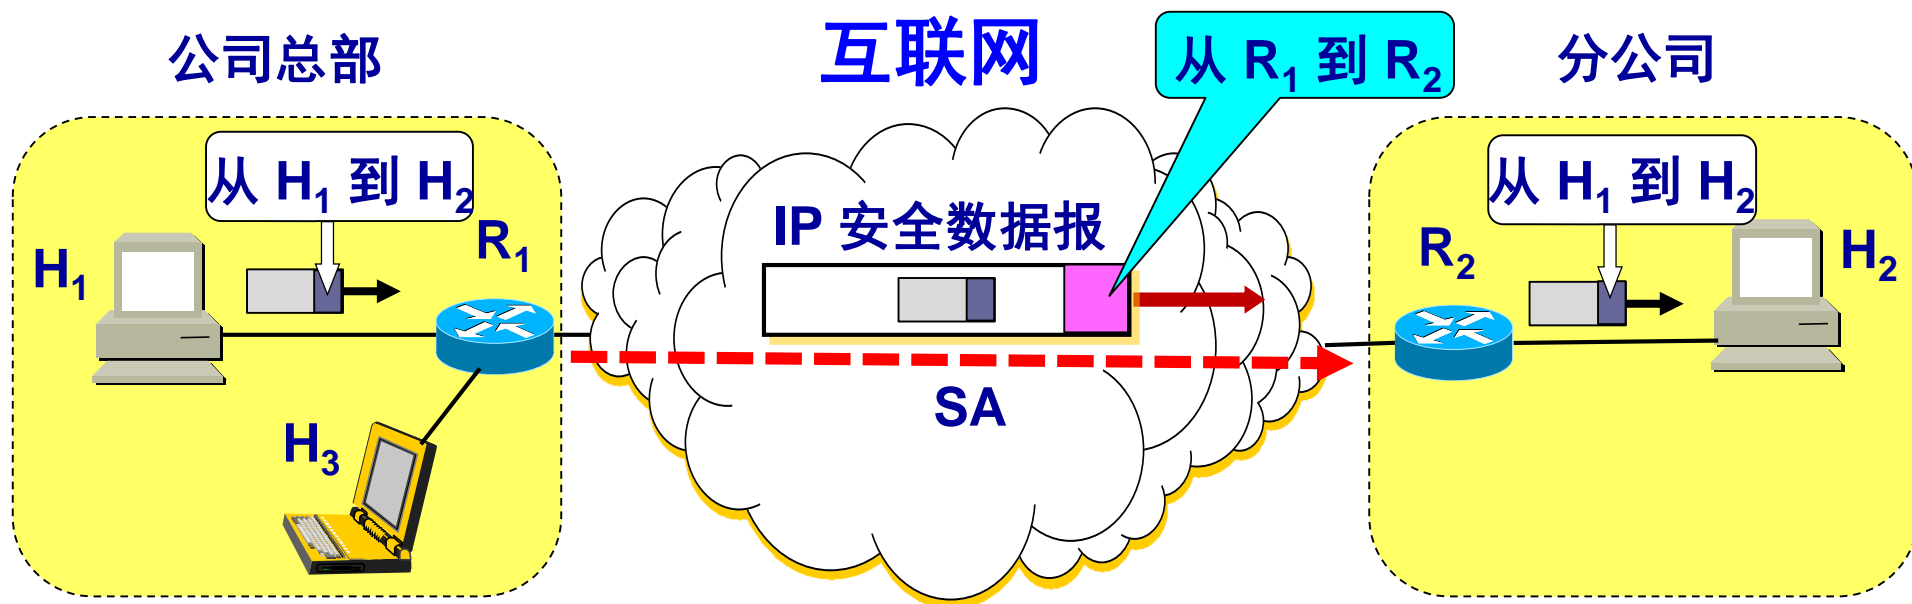 公司总部
互联网
从 R₁ 到 R₂
分公司
从 H₁ 到 H₂
从 H₁ 到 H₂
H₁
R₁
IP 安全数据报
R₂
H₂
SA
H₃